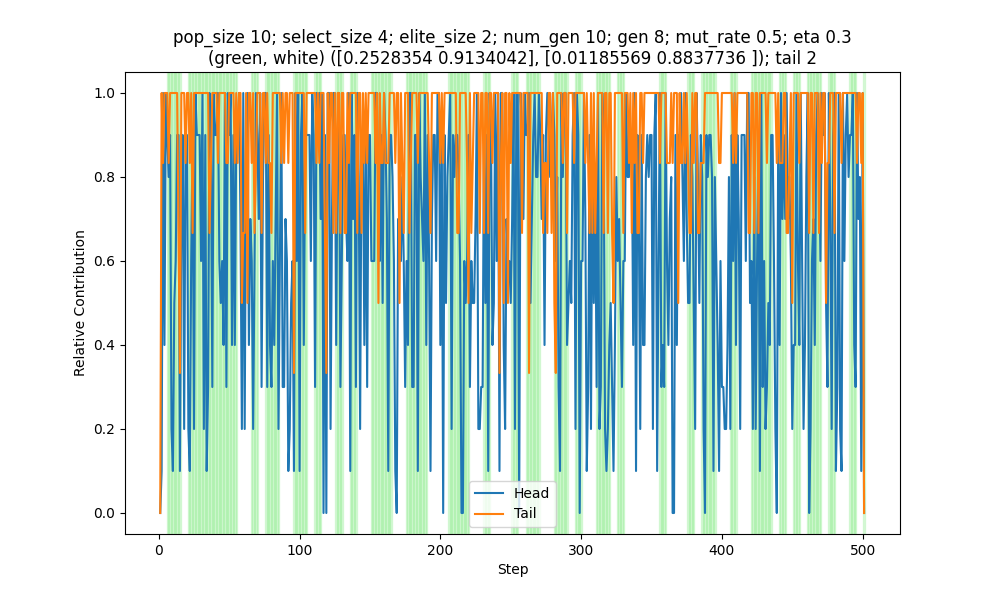 pop_size 10; select_size 4; elite_size 2; num_gen 10; gen 8; mut_rate 0.5; eta 0.3
(green, white) ([0.2528354 0.9134042], [0.01185569 0.8837736 ]); tail 2
1.0
0.8
0.6
0.4
0.2
0.0
Relative Contribution
Head
Tail
0
100
200
300
400
500
Step